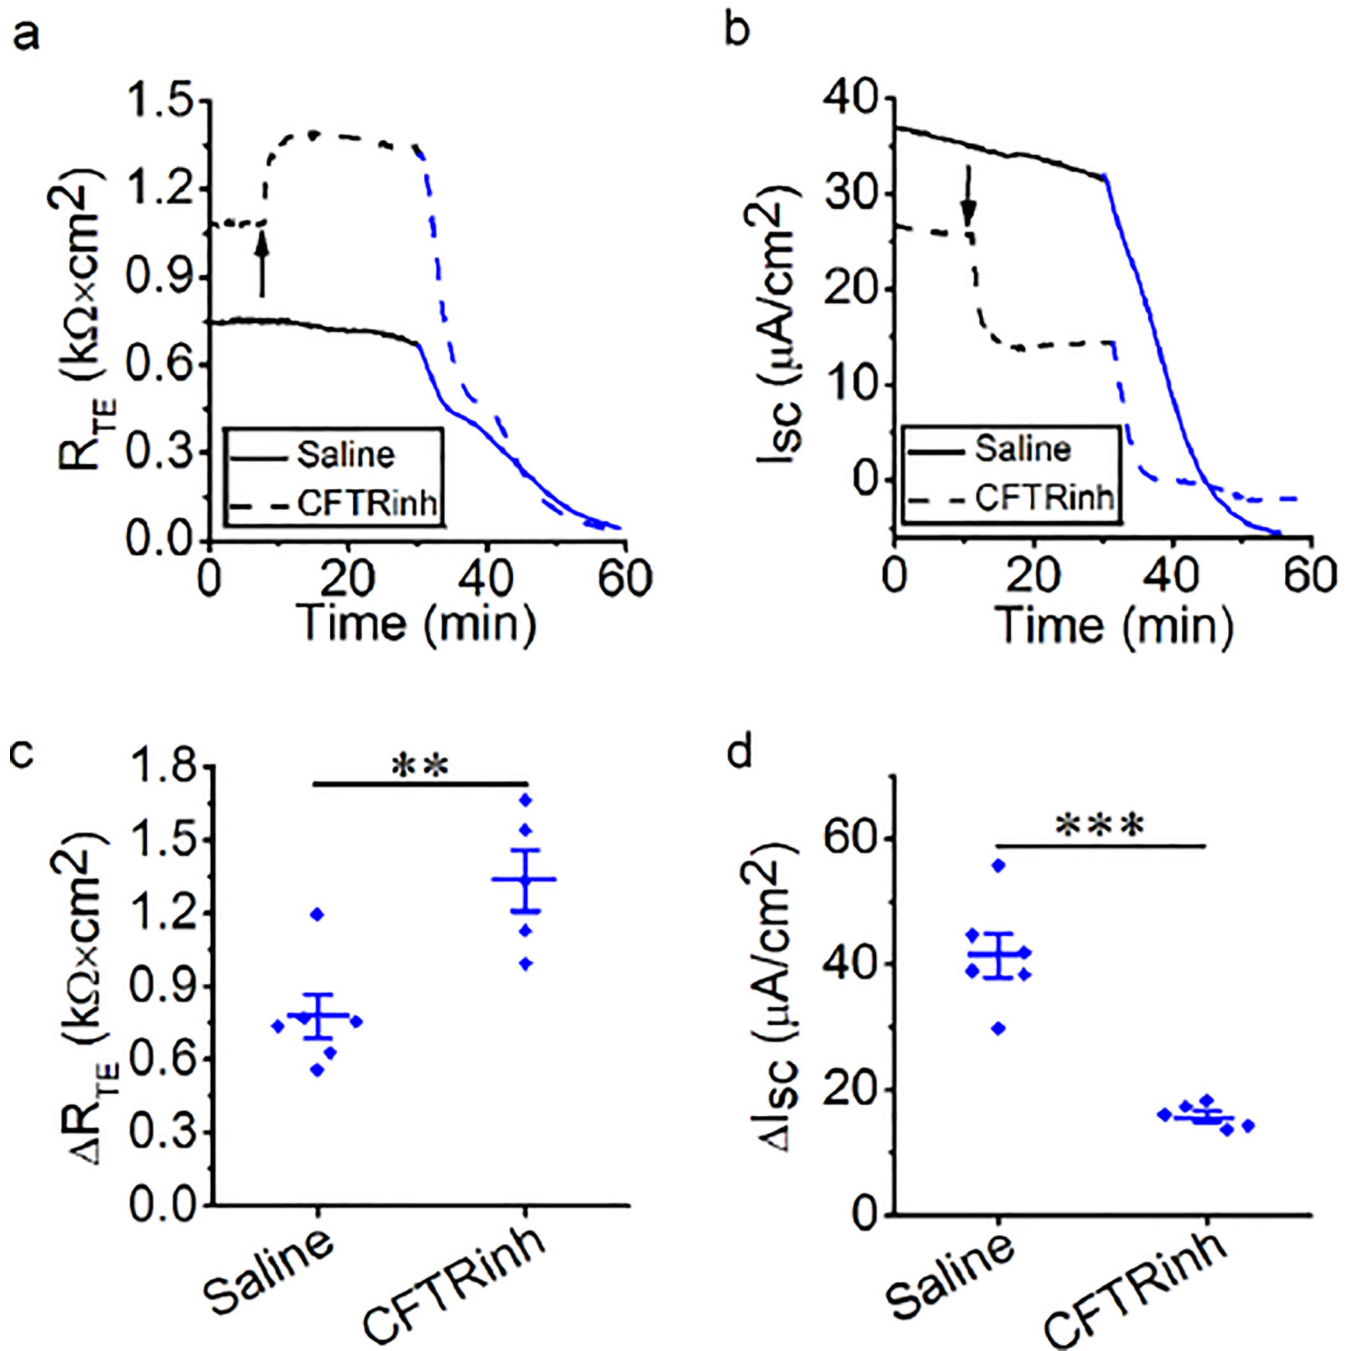 a
1.5
1.2
0.9
0.6
0.3
0.0
R_TE (kΩ×cm2)
Saline
CFTRinh
0 20 40 60
Time (min)
b
40
30
20
10
0
Isc (μA/cm2)
Saline
CFTRinh
0 20 40 60
Time (min)
c
1.8
1.5
1.2
0.9
0.6
0.3
0.0
ΔR_TE (kΩ×cm2)
**
Saline
CFTRinh
d
60
40
20
0
ΔIsc (μA/cm2)
***
Saline
CFTRinh